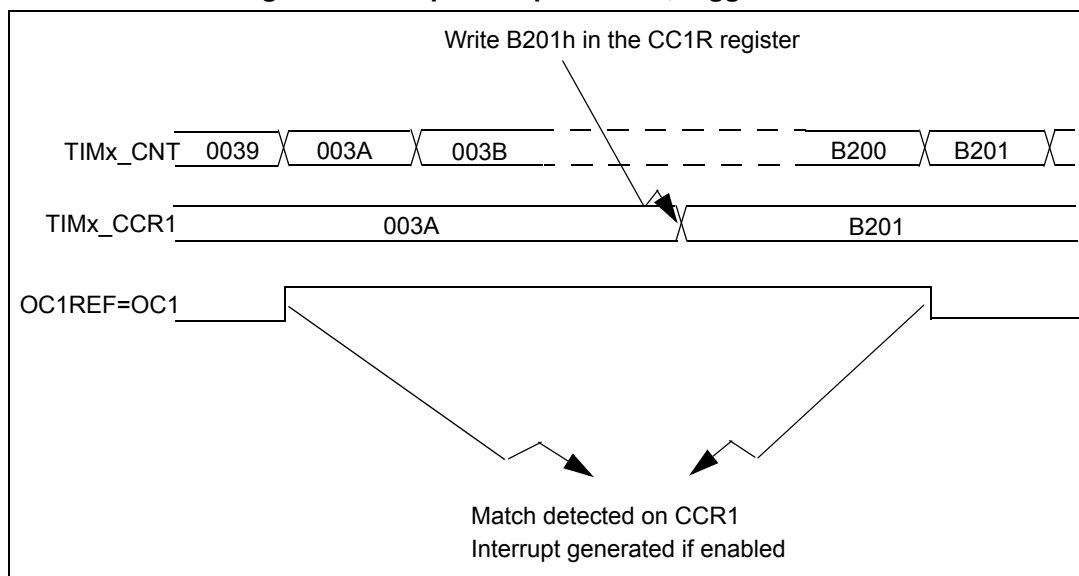 Write B201h in the CC1R register
TIMx_CNT 0039 003A 003B B200 B201
TIMx_CCR1 003A B201
OC1REF=OC1
Match detected on CCR1
Interrupt generated if enabled